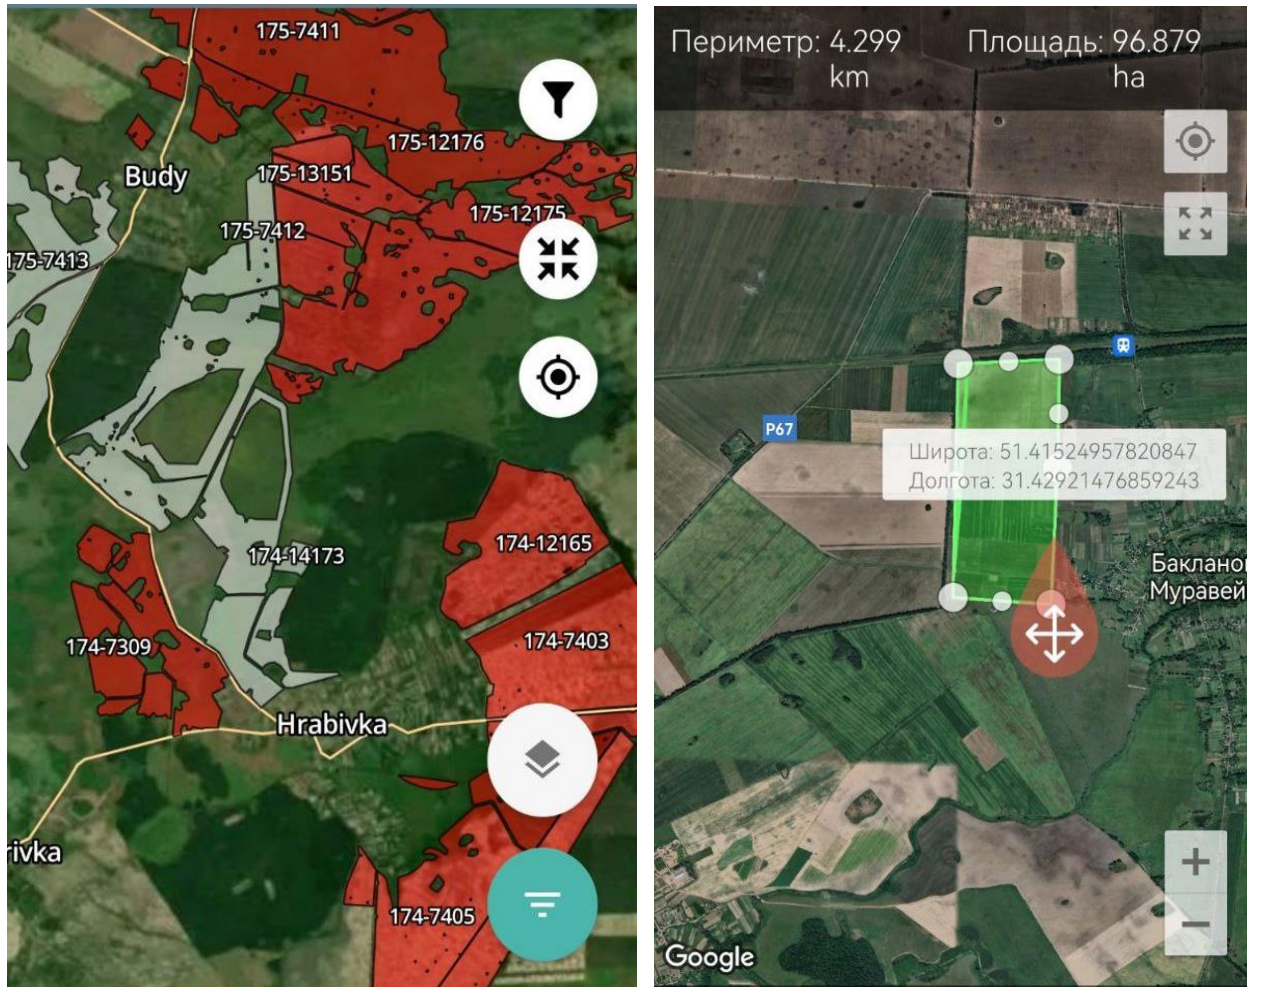 175-7411
175-12176
175-13151
Budy
175-12175
175-7412
175-7413
174-14173
174-12165
174-7309
174-7403
Hrabivka
rivka
174-7405
Периметр: 4.299
km
Площадь: 96.879
ha
P67
Широта: 51.41524957820847
Долгота: 31.42921476859243
Баклано
Муравей
Google